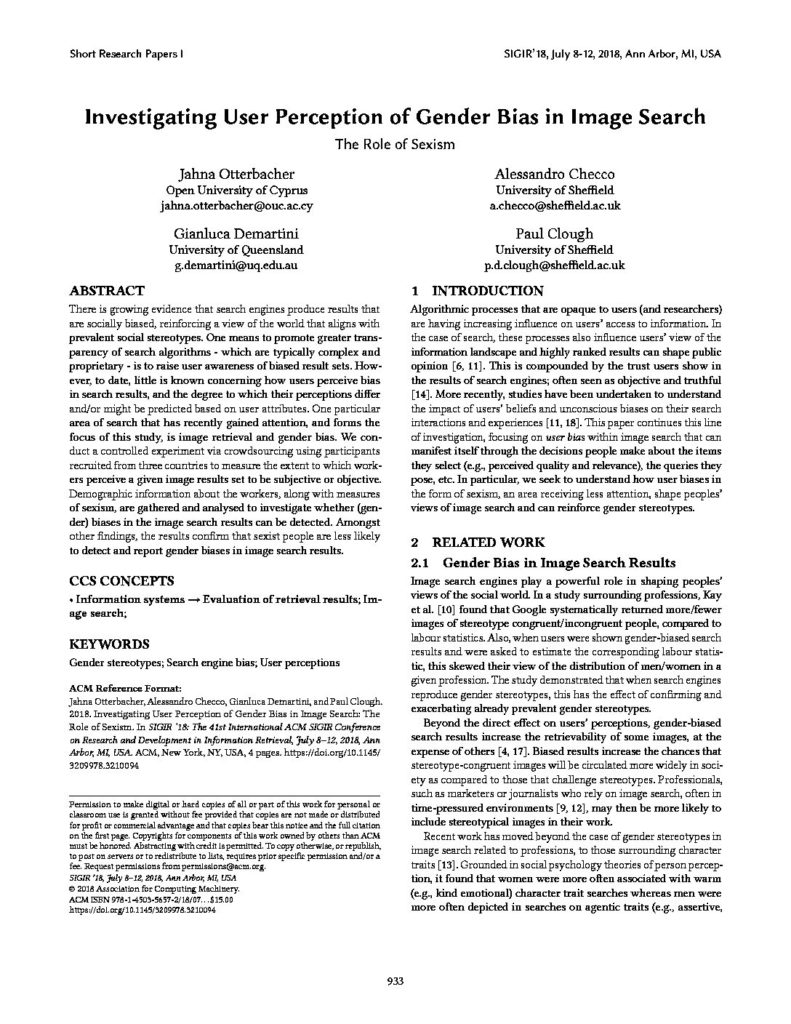 Short Research Papers I
SIGIR'18, July 8-12, 2018, Ann Arbor, MI, USA
Investigating User Perception of Gender Bias in Image Search
The Role of Sexism
Jahna Otterbacher
Open University of Cyprus
jahna.otterbacher@ouc.ac.cy
Alessandro Checco
University of Sheffield
a.checco@sheffield.ac.uk
Gianluca Demartini
University of Queensland
g.demartini@uq.edu.au
Paul Clough
University of Sheffield
p.d.clough@sheffield.ac.uk
ABSTRACT
There is growing evidence that search engines produce results that
are socially biased, reinforcing a view of the world that aligns with
prevalent social stereotypes. One means to promote greater trans-
parency of search algorithms - which are typically complex and
proprietary - is to raise user awareness of biased result sets. How-
ever, to date, little is known concerning how users perceive bias
in search results, and the degree to which their perceptions differ
and/or might be predicted based on user attributes. One particular
area of search that has recently gained attention, and forms the
focus of this study, is image retrieval and gender bias. We con-
duct a controlled experiment via crowdsourcing using participants
recruited from three countries to measure the extent to which work-
ers perceive a given image results set to be subjective or objective.
Demographic information about the workers, along with measures
of sexism, are gathered and analysed to investigate whether (gen-
der) biases in the image search results can be detected. Amongst
other findings, the results confirm that sexist people are less likely
to detect and report gender biases in image search results.
CCS CONCEPTS
• Information systems → Evaluation of retrieval results; Im-
age search;
KEYWORDS
Gender stereotypes; Search engine bias; User perceptions
ACM Reference Format:
Jahna Otterbacher, Alessandro Checco, Gianluca Demartini, and Paul Clough.
2018. Investigating User Perception of Gender Bias in Image Search: The
Role of Sexism. In SIGIR '18: The 41st International ACM SIGIR Conference
on Research and Development in Information Retrieval, July 8–12, 2018, Ann
Arbor, MI, USA. ACM, New York, NY, USA, 4 pages. https://doi.org/10.1145/
3209978.3210094
Permission to make digital or hard copies of all or part of this work for personal or
classroom use is granted without fee provided that copies are not made or distributed
for profit or commercial advantage and that copies bear this notice and the full citation
on the first page. Copyrights for components of this work owned by others than ACM
must be honored. Abstracting with credit is permitted. To copy otherwise, or republish,
to post on servers or to redistribute to lists, requires prior specific permission and/or a
fee. Request permissions from permissions@acm.org.
SIGIR '18, July 8–12, 2018, Ann Arbor, MI, USA
© 2018 Association for Computing Machinery.
ACM ISBN 978-1-4503-5657-2/18/07...$15.00
https://doi.org/10.1145/3209978.3210094
1 INTRODUCTION
Algorithmic processes that are opaque to users (and researchers)
are having increasing influence on users' access to information. In
the case of search, these processes also influence users' view of the
information landscape and highly ranked results can shape public
opinion [6, 11]. This is compounded by the trust users show in
the results of search engines; often seen as objective and truthful
[14]. More recently, studies have been undertaken to understand
the impact of users' beliefs and unconscious biases on their search
interactions and experiences [11, 18]. This paper continues this line
of investigation, focusing on user bias within image search that can
manifest itself through the decisions people make about the items
they select (e.g., perceived quality and relevance), the queries they
pose, etc. In particular, we seek to understand how user biases in
the form of sexism, an area receiving less attention, shape peoples'
views of image search and can reinforce gender stereotypes.
2 RELATED WORK
2.1 Gender Bias in Image Search Results
Image search engines play a powerful role in shaping peoples'
views of the social world. In a study surrounding professions, Kay
et al. [10] found that Google systematically returned more/fewer
images of stereotype congruent/incongruent people, compared to
labour statistics. Also, when users were shown gender-biased search
results and were asked to estimate the corresponding labour statis-
tic, this skewed their view of the distribution of men/women in a
given profession. The study demonstrated that when search engines
reproduce gender stereotypes, this has the effect of confirming and
exacerbating already prevalent gender stereotypes.
Beyond the direct effect on users' perceptions, gender-biased
search results increase the retrievability of some images, at the
expense of others [4, 17]. Biased results increase the chances that
stereotype-congruent images will be circulated more widely in soci-
ety as compared to those that challenge stereotypes. Professionals,
such as marketers or journalists who rely on image search, often in
time-pressured environments [9, 12], may then be more likely to
include stereotypical images in their work.
Recent work has moved beyond the case of gender stereotypes in
image search related to professions, to those surrounding character
traits [13]. Grounded in social psychology theories of person percep-
tion, it found that women were more often associated with warm
(e.g., kind emotional) character trait searches whereas men were
more often depicted in searches on agentic traits (e.g., assertive,
933